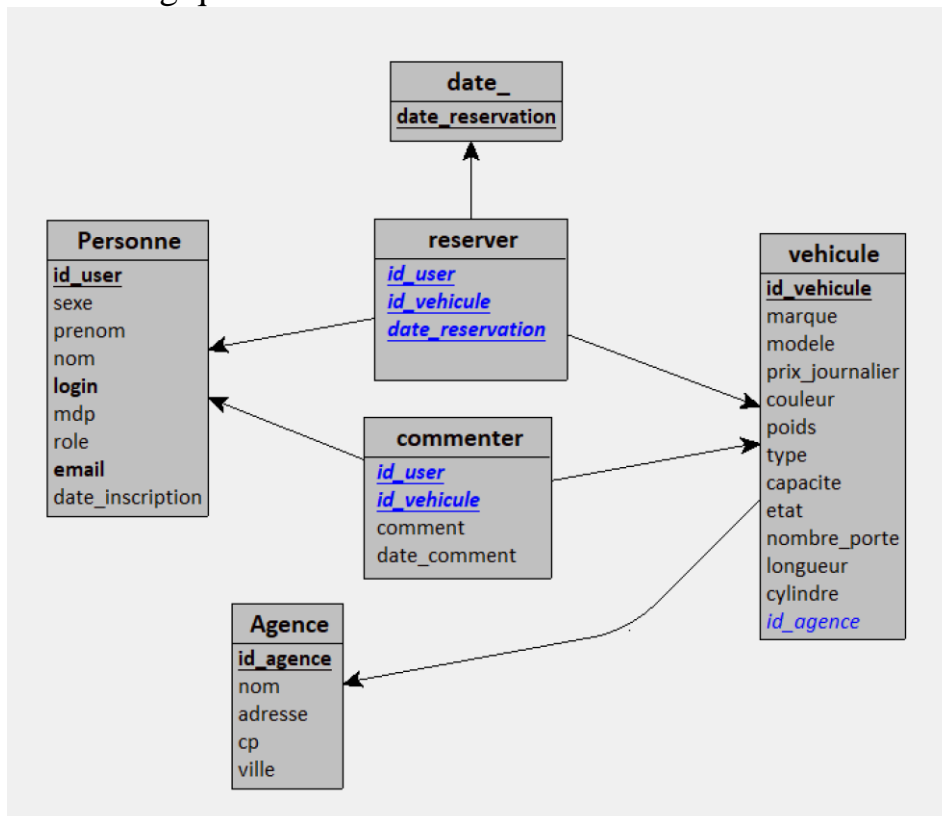 date_
date_reservation
Personne
id_user
sexe
prenom
nom
login
mdp
role
email
date_inscription
reserver
id_user
id_vehicule
date_reservation
vehicule
id_vehicule
marque
modele
prix_journalier
couleur
poids
type
capacite
etat
nombre_porte
longueur
cylindre
id_agence
commenter
id_user
id_vehicule
comment
date_comment
Agence
id_agence
nom
adresse
cp
ville